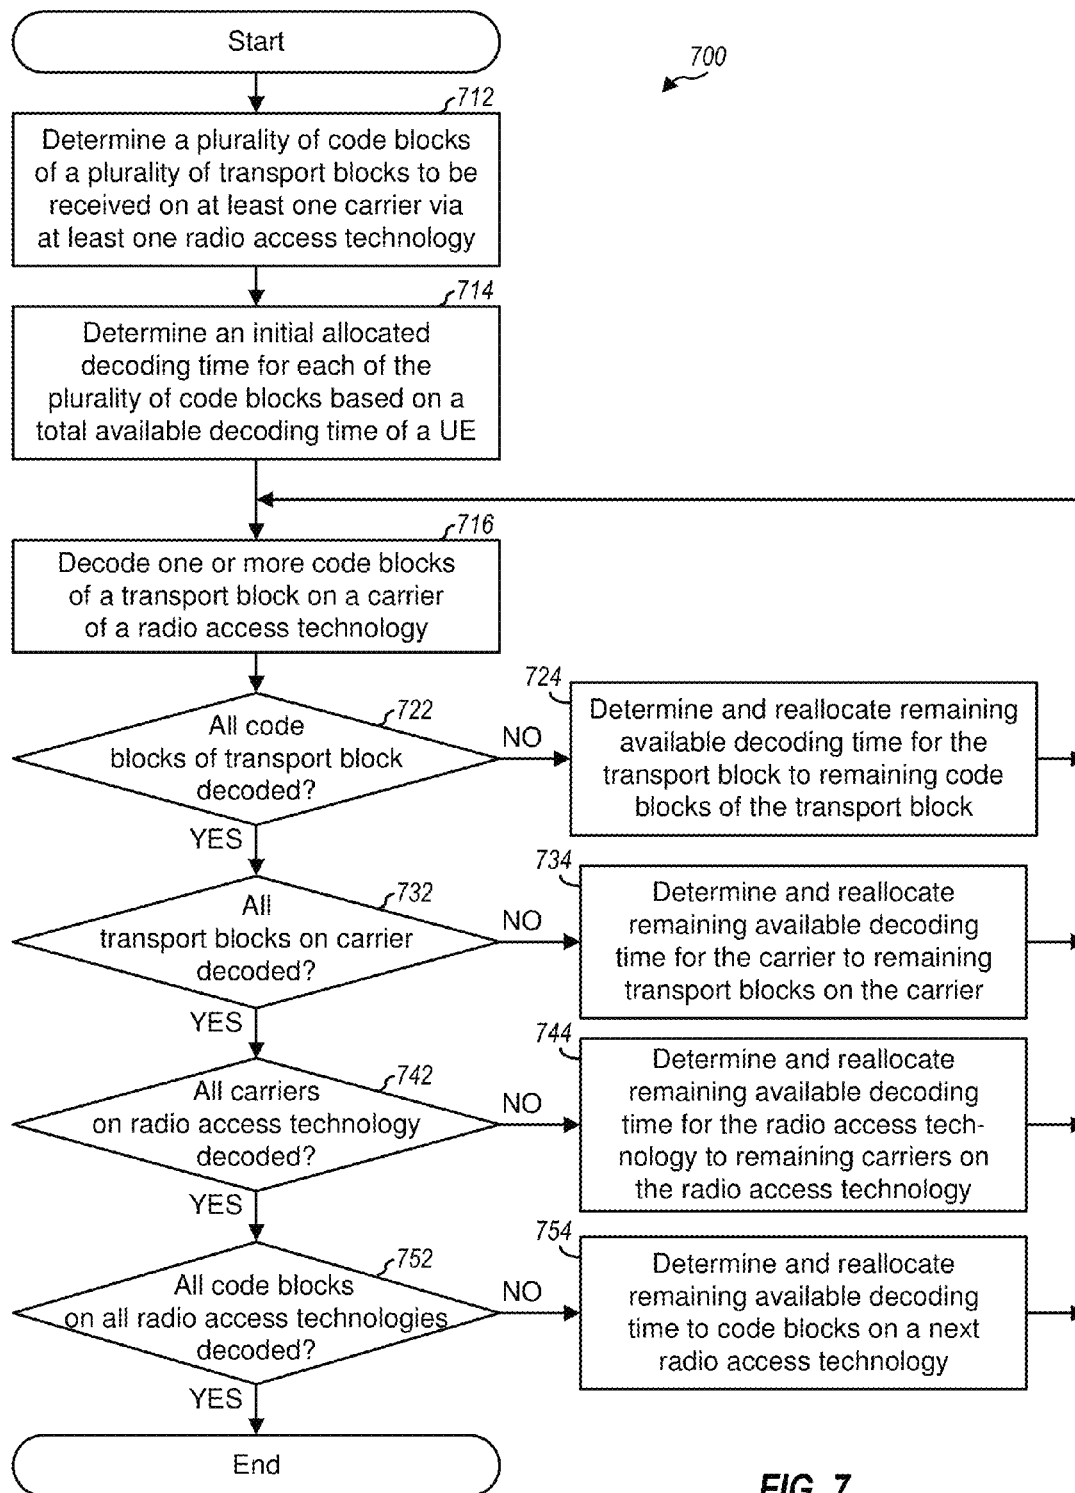 Start
700
712
Determine a plurality of code blocks
of a plurality of transport blocks to be
received on at least one carrier via
at least one radio access technology
714
Determine an initial allocated
decoding time for each of the
plurality of code blocks based on a
total available decoding time of a UE
716
Decode one or more code blocks
of a transport block on a carrier
of a radio access technology
722
All code
blocks of transport block
decoded?
NO
YES
724
Determine and reallocate remaining
available decoding time for the
transport block to remaining code
blocks of the transport block
732
All
transport blocks on carrier
decoded?
NO
YES
734
Determine and reallocate
remaining available decoding
time for the carrier to remaining
transport blocks on the carrier
742
All carriers
on radio access technology
decoded?
NO
YES
744
Determine and reallocate
remaining available decoding
time for the radio access tech-
nology to remaining carriers on
the radio access technology
752
All code blocks
on all radio access technologies
decoded?
NO
YES
754
Determine and reallocate
remaining available decoding
time to code blocks on a next
radio access technology
End
FIG. 7